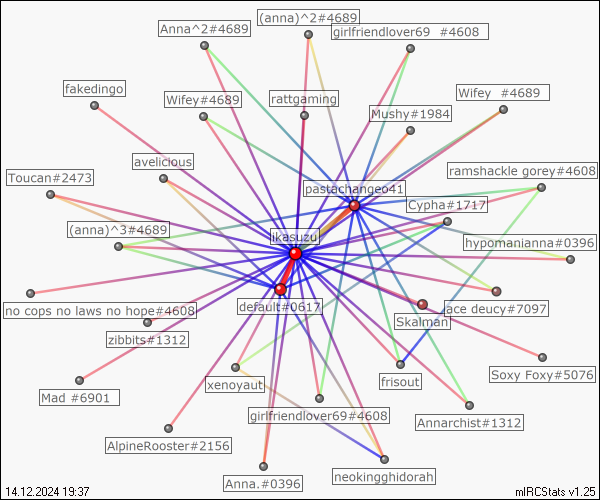 (anna)^2#4689
Anna^2#4689
girlfriendlover69 #4608
fakedingo
Wifey#4689
rattgaming
Wifey #4689
Mushy#1984
avelicious
Toucan#2473
ramshackle gorey#4608
pastachangeo41
Cypha#1717
(anna)^3#4689
ikasuzu
hypomanianna#0396
no cops no laws no hope#4608
default#0617
ace deucy#7097
Skalman
zibbits#1312
Soxy Foxy#5076
xenoyaut
frisout
Mad #6901
girlfriendlover69#4608
Annarchist#1312
AlpineRooster#2156
Anna.#0396
neokingghidorah
14.12.2024 19:37
mIRCStats v1.25